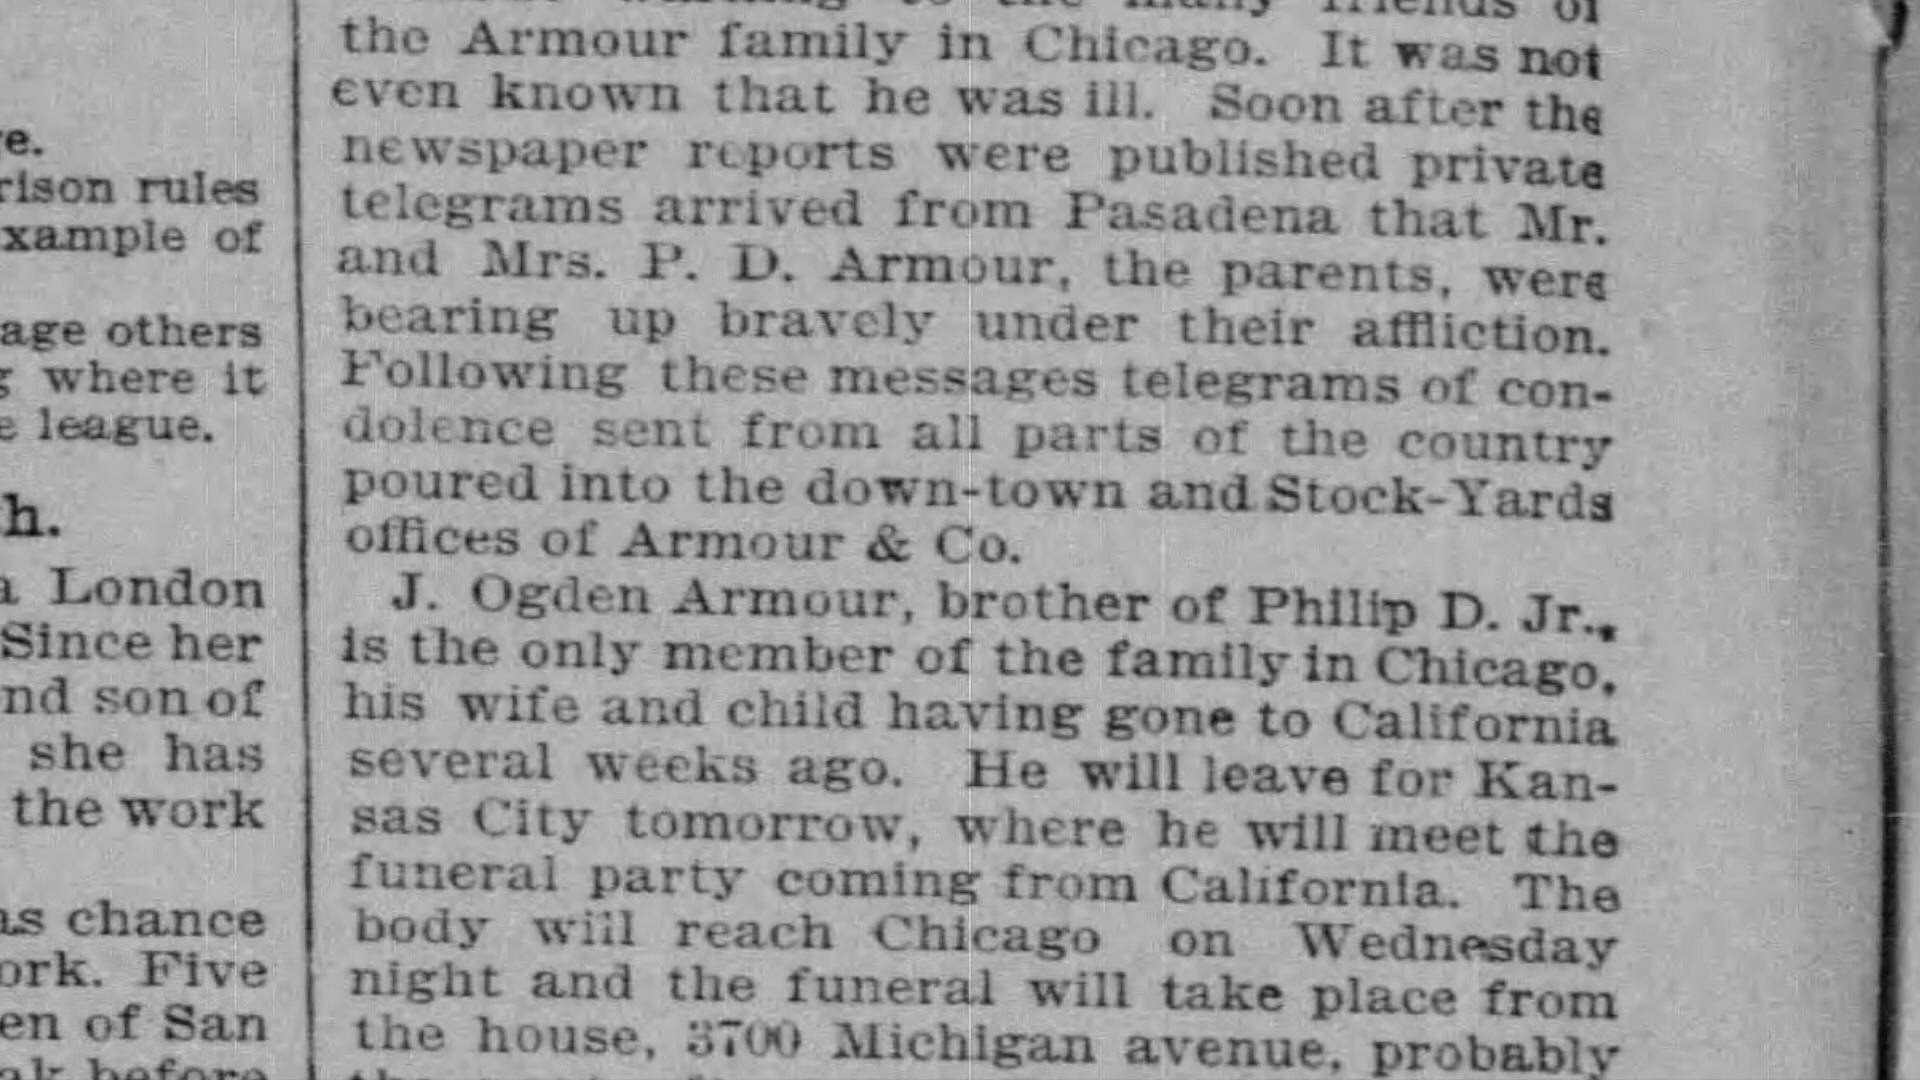 e.
rison rules
xample of
age others
g where it
e league.
h.
a London
Since her
nd son of
she has
the work
as chance
ork. Five
en of San
ak before
the many friends of
the Armour family in Chicago. It was not
even known that he was ill. Soon after the
newspaper reports were published private
telegrams arrived from Pasadena that Mr.
and Mrs. P. D. Armour, the parents, were
bearing up bravely under their affliction.
Following these messages telegrams of con-
dolence sent from all parts of the country
poured into the down-town and Stock-Yards
offices of Armour & Co.
J. Ogden Armour, brother of Philip D. Jr.,
is the only member of the family in Chicago,
his wife and child having gone to California
several weeks ago. He will leave for Kan-
sas City tomorrow, where he will meet the
funeral party coming from California. The
body will reach Chicago on Wednesday
night and the funeral will take place from
the house, 3700 Michigan avenue, probably